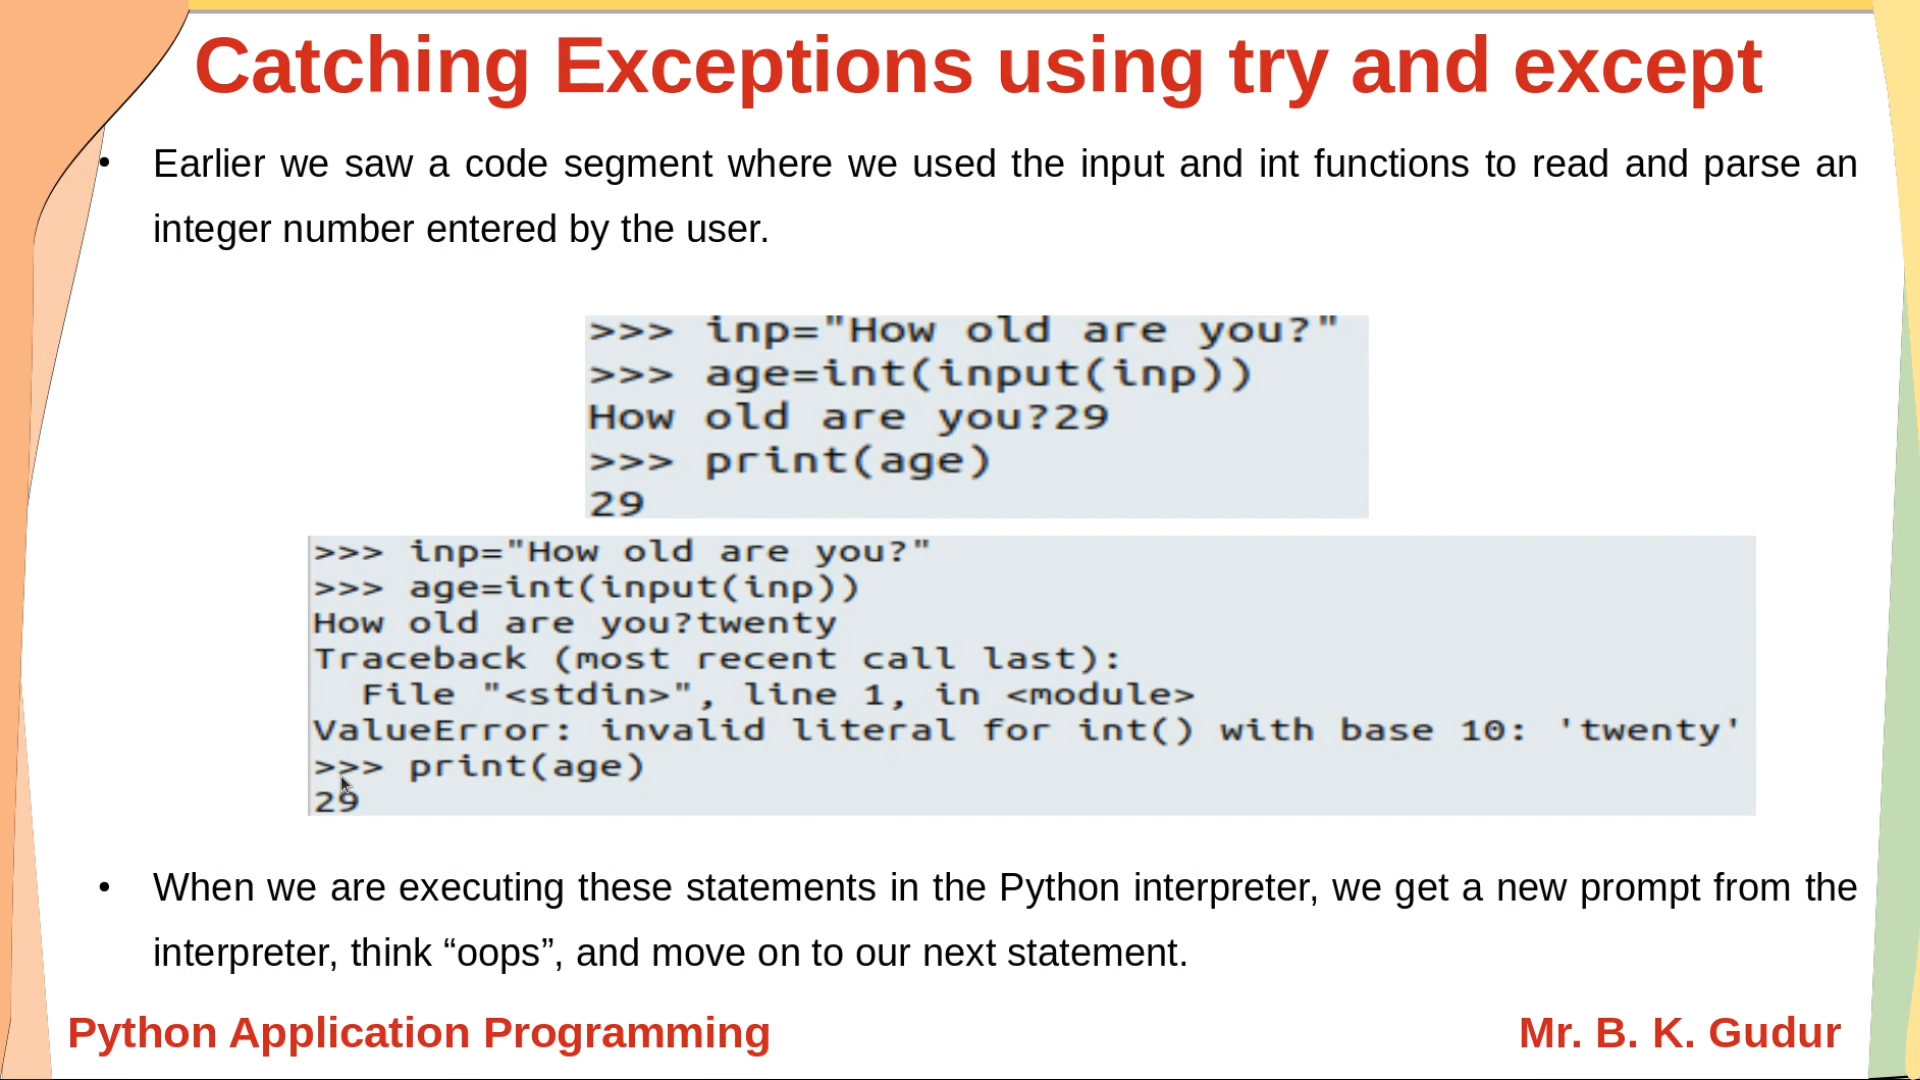 Catching Exceptions using try and except
• Earlier we saw a code segment where we used the input and int functions to read and parse an
integer number entered by the user.
>>> inp="How old are you?"
>>> age=int(input(inp))
How old are you?29
>>> print(age)
29
>>> inp="How old are you?"
>>> age=int(input(inp))
How old are you?twenty
Traceback (most recent call last):
  File "<stdin>", line 1, in <module>
ValueError: invalid literal for int() with base 10: 'twenty'
>>> print(age)
29
• When we are executing these statements in the Python interpreter, we get a new prompt from the
interpreter, think “oops”, and move on to our next statement.
Python Application Programming
Mr. B. K. Gudur